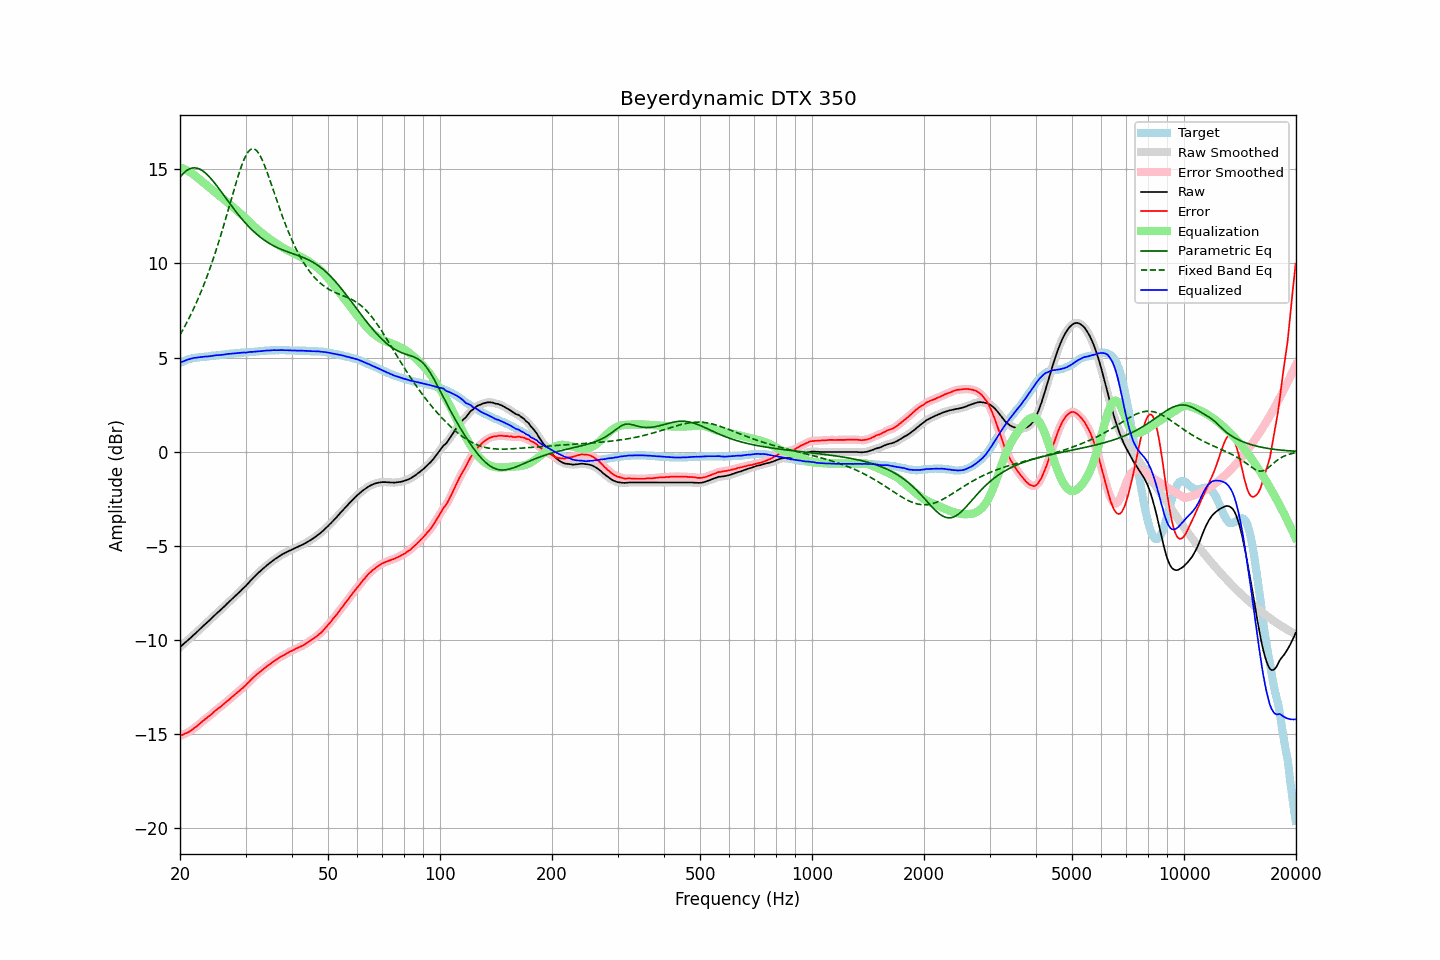 Beyerdynamic DTX 350
Target
Raw Smoothed
Error Smoothed
Raw
Error
Equalization
Parametric Eq
Fixed Band Eq
Equalized
Amplitude (dBr)
15
10
5
0
−5
−10
−15
−20
20
50
100
200
500
1000
2000
5000
10000
20000
Frequency (Hz)